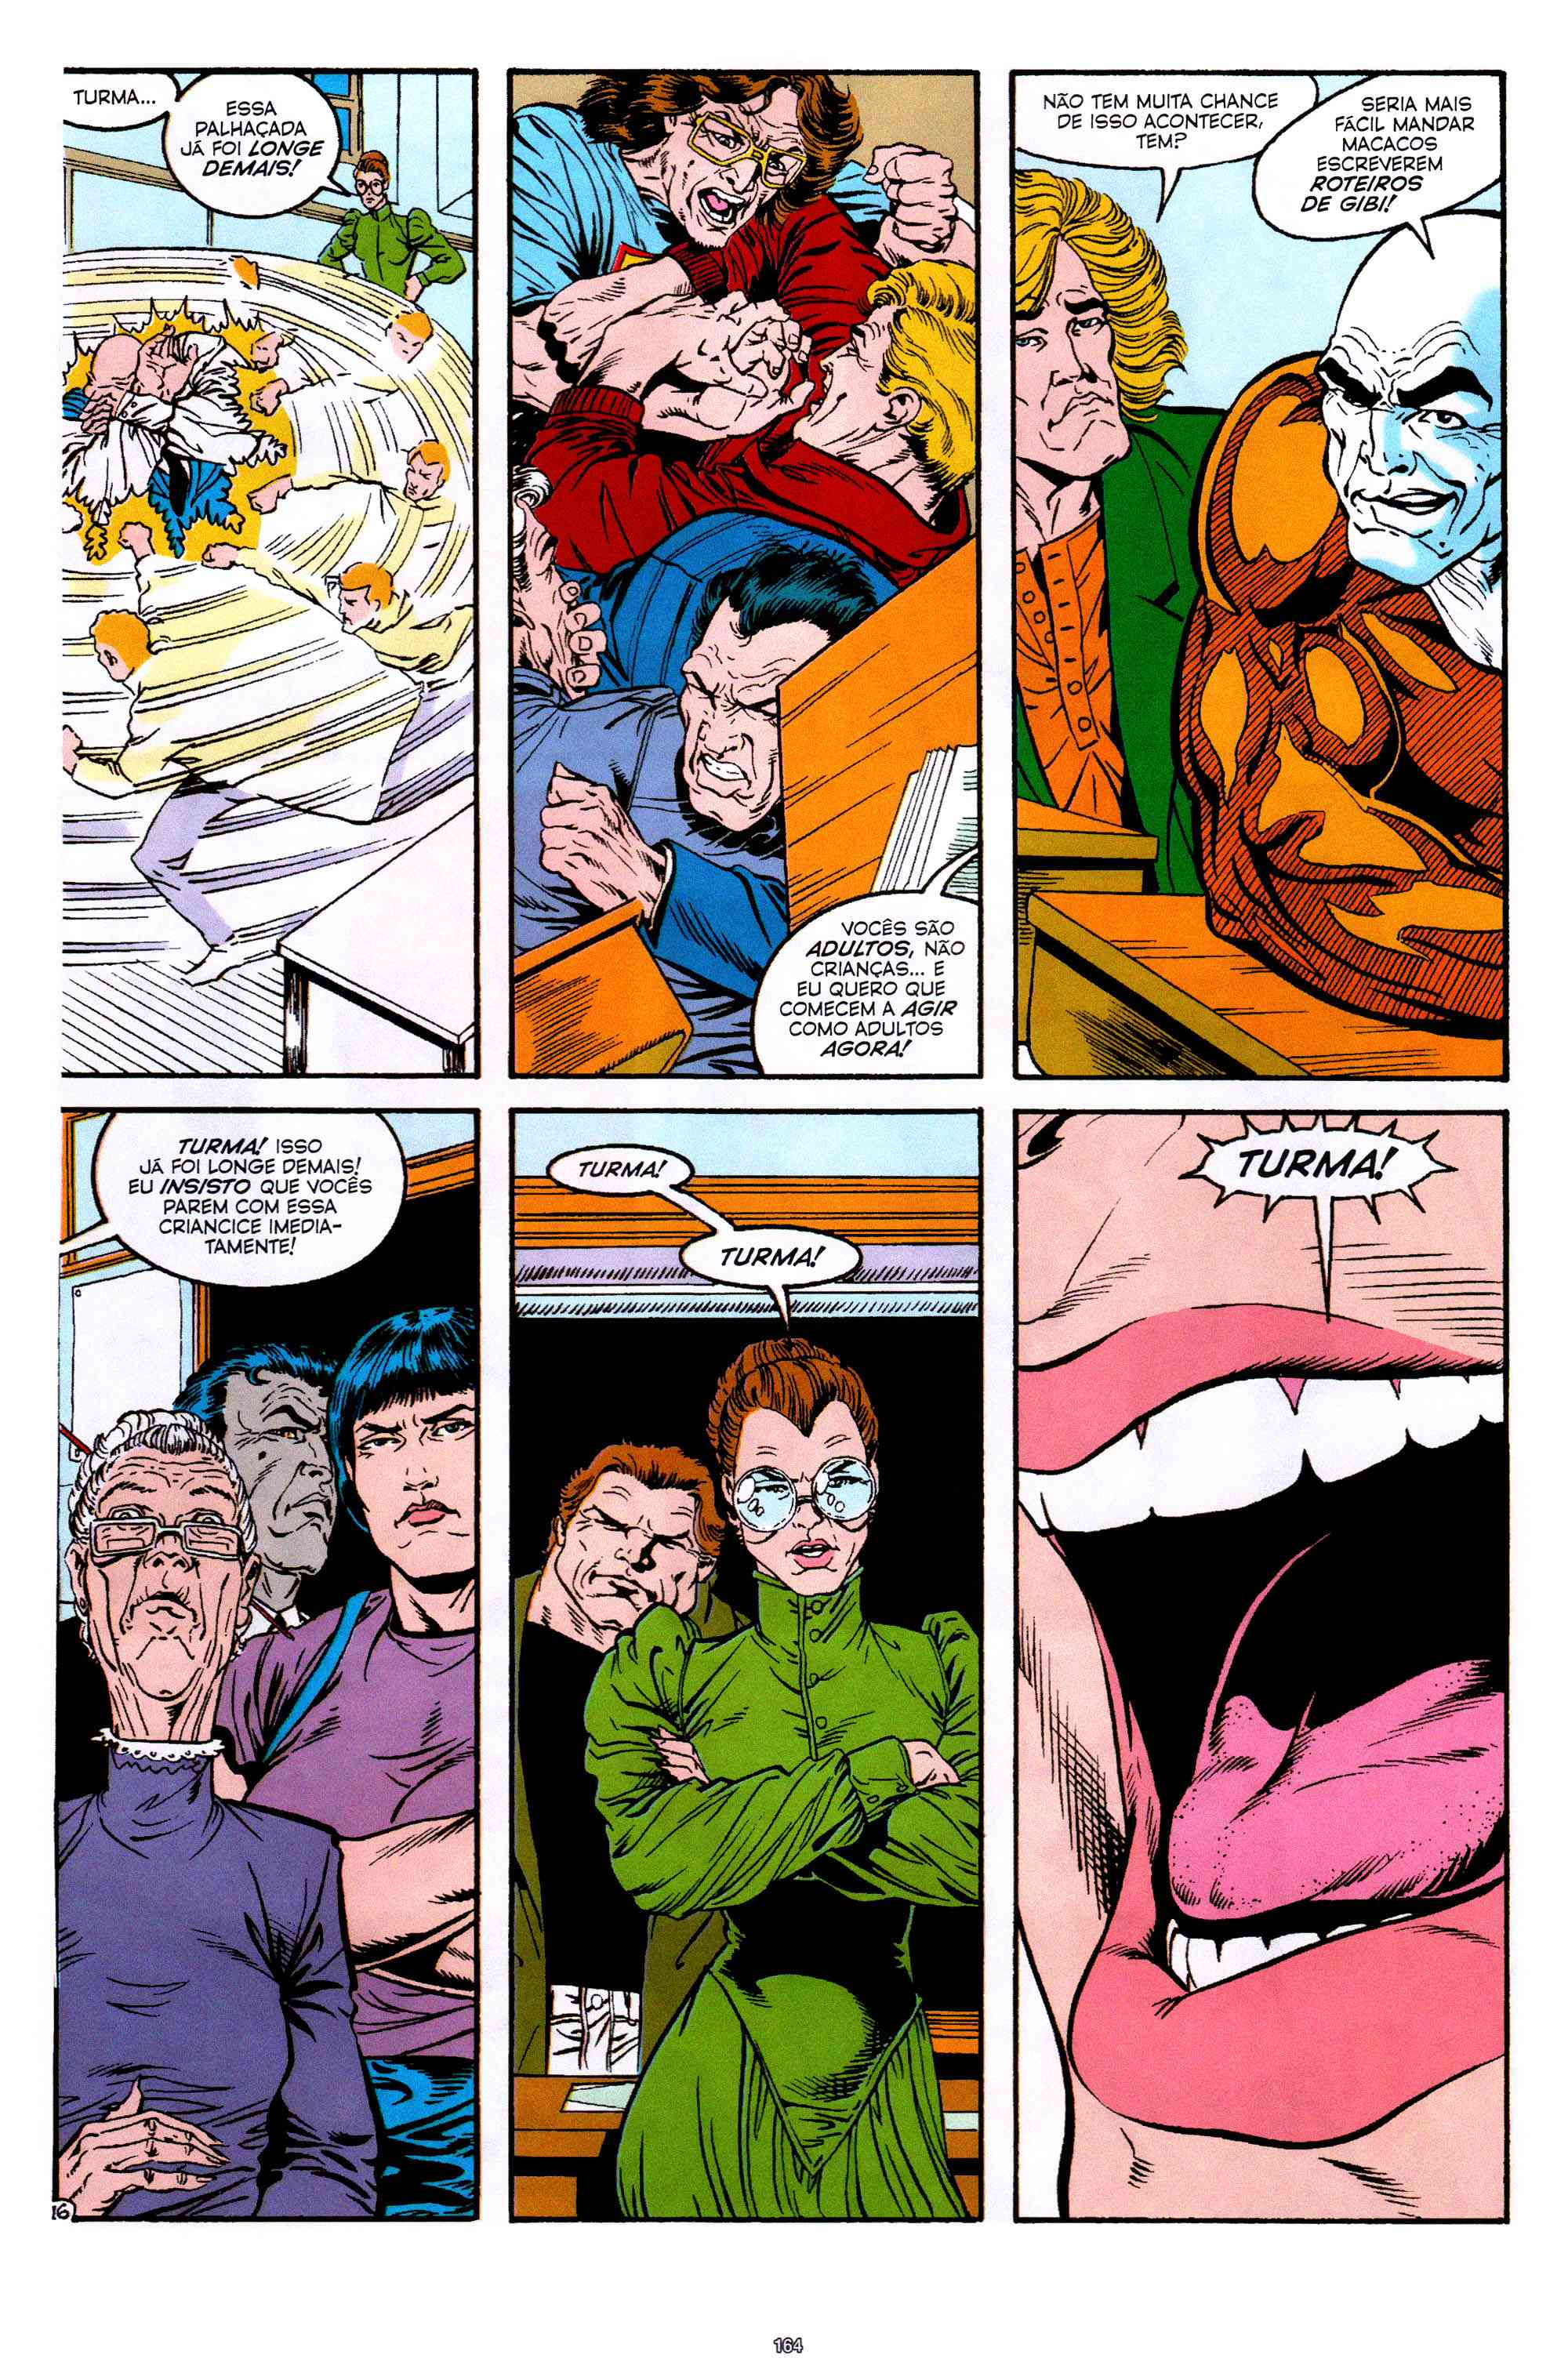 TURMA...
ESSA
PALHAÇADA
JÁ FOI LONGE
DEMAIS!
VOCÊS SÃO
ADULTOS, NÃO
CRIANÇAS... E
EU QUERO QUE
COMECEM A AGIR
COMO ADULTOS
AGORA!
NÃO TEM MUITA CHANCE
DE ISSO ACONTECER,
TEM?
SERIA MAIS
FÁCIL MANDAR
MACACOS
ESCREVEREM
ROTEIROS
DE GIBI!
TURMA! ISSO
JÁ FOI LONGE DEMAIS!
EU INSISTO QUE VOCÊS
PAREM COM ESSA
CRIANCICE IMEDIA-
TAMENTE!
TURMA!
TURMA!
TURMA!
16
164